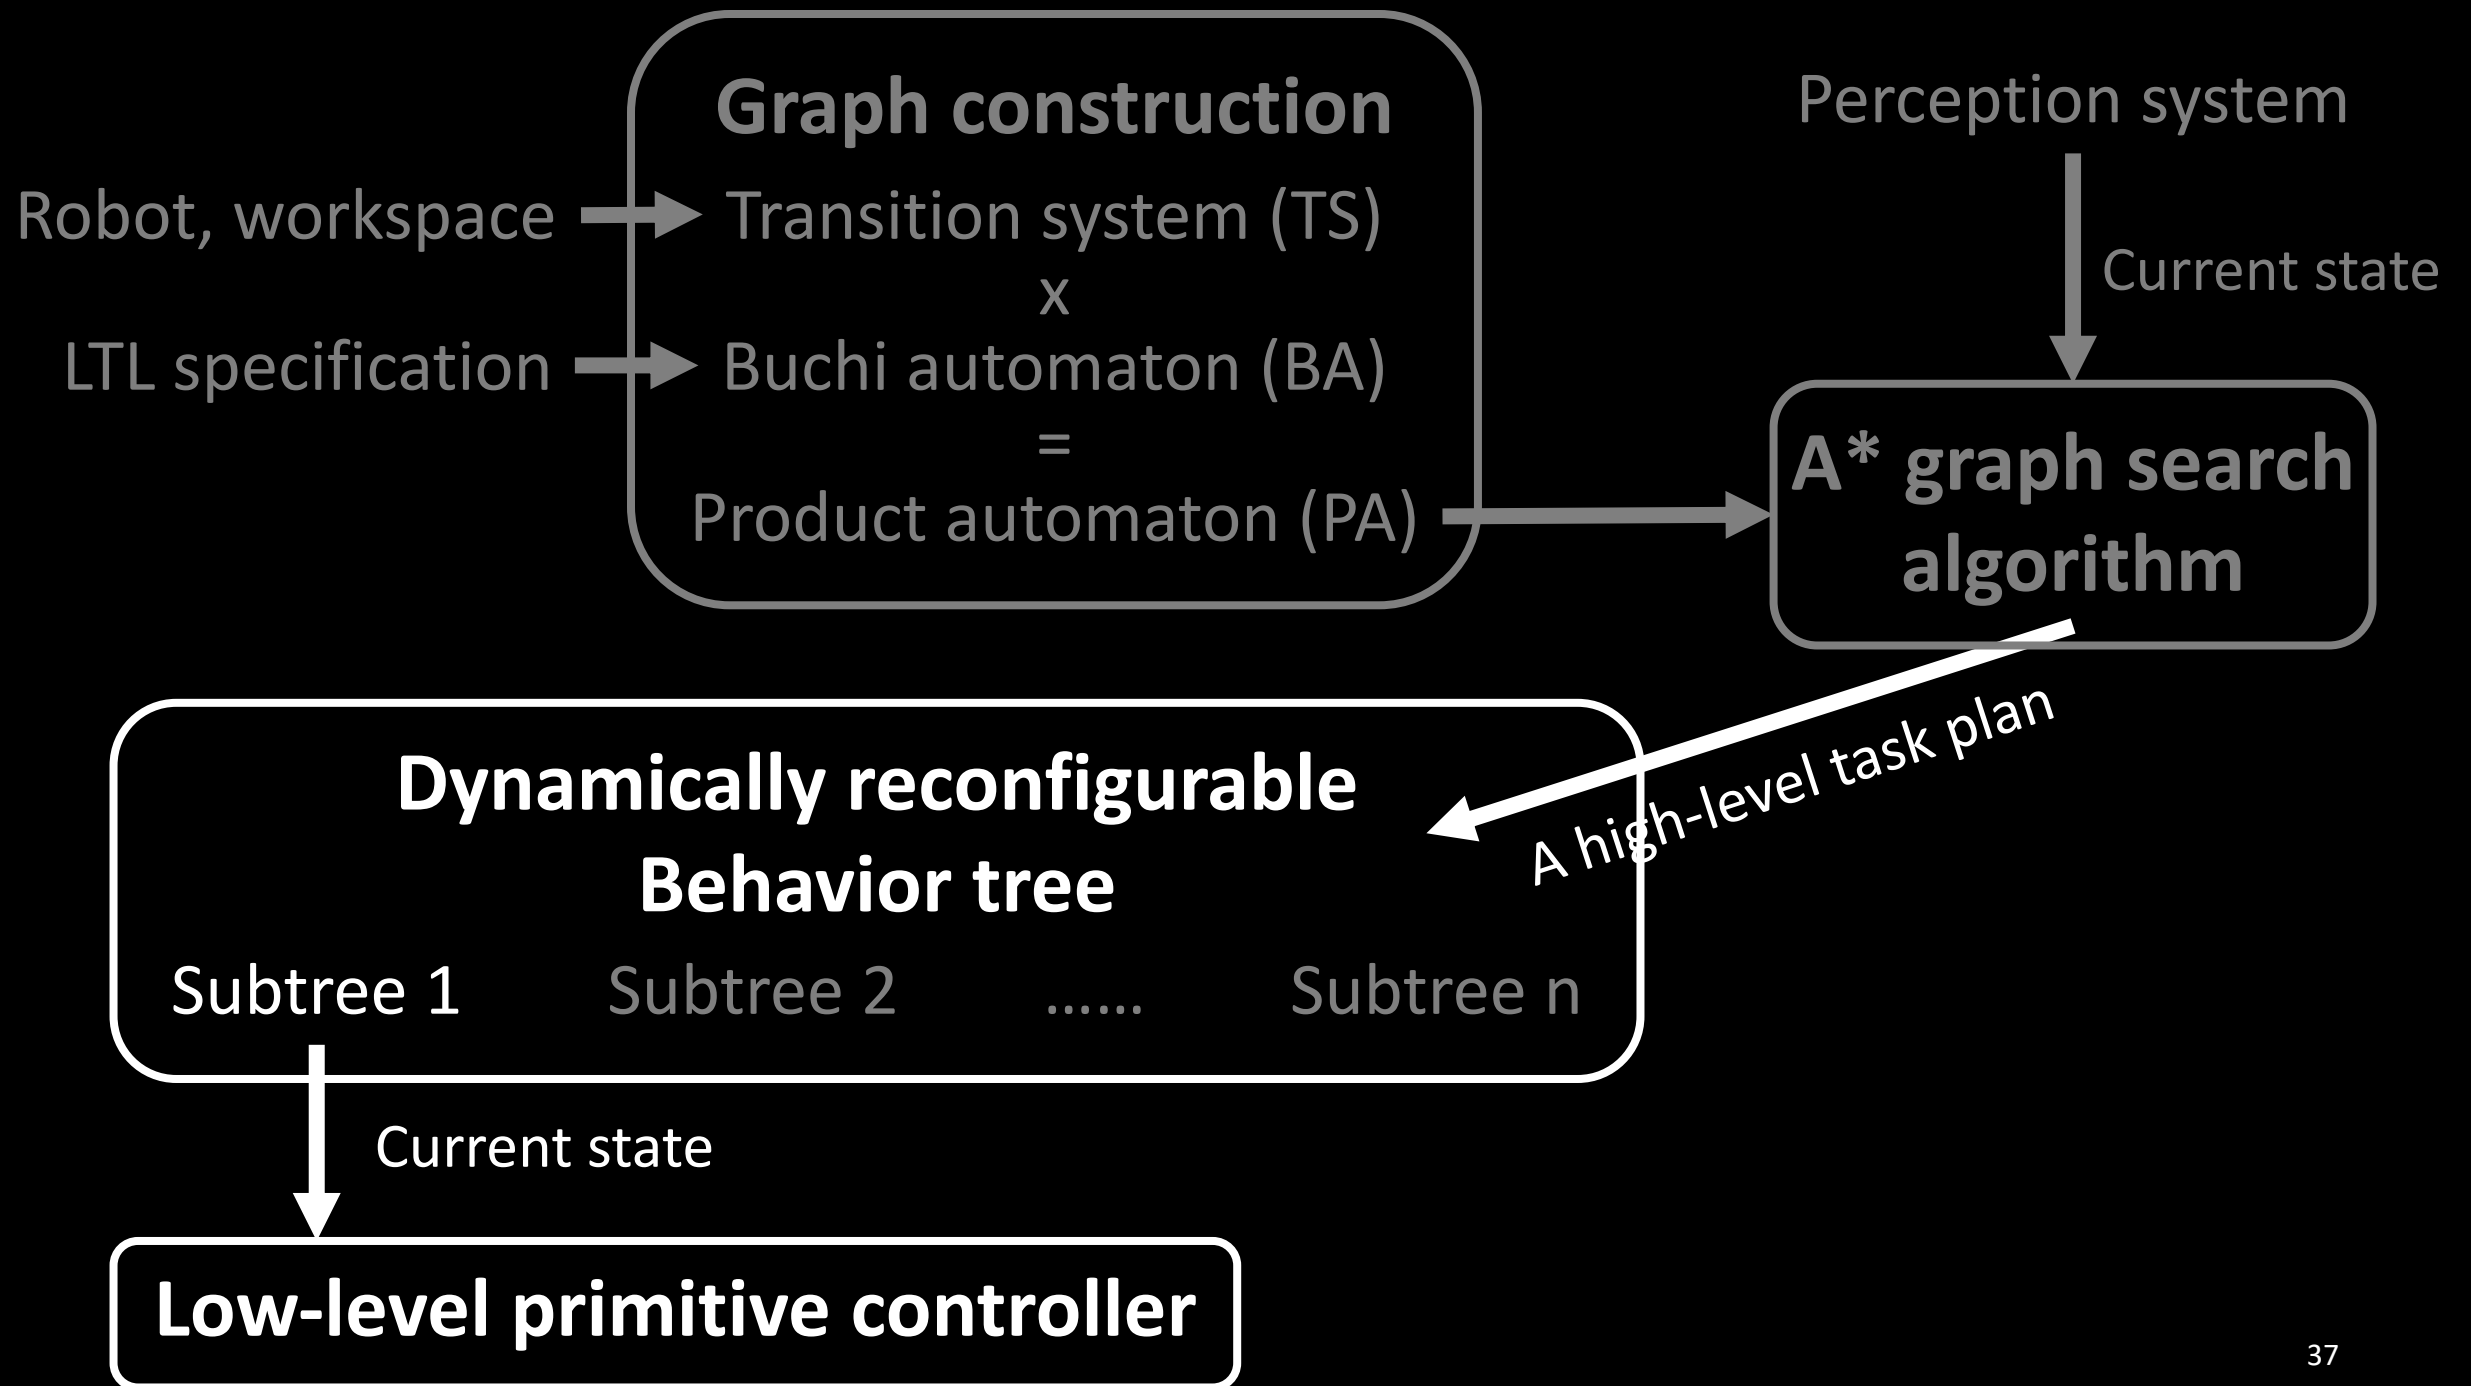 Graph construction
Perception system
Robot, workspace
Transition system (TS)
x
Current state
LTL specification
Buchi automaton (BA)
=
A* graph search
algorithm
Product automaton (PA)
A high-level task plan
Dynamically reconfigurable
Behavior tree
Subtree 1
Subtree 2
......
Subtree n
Current state
Low-level primitive controller
37